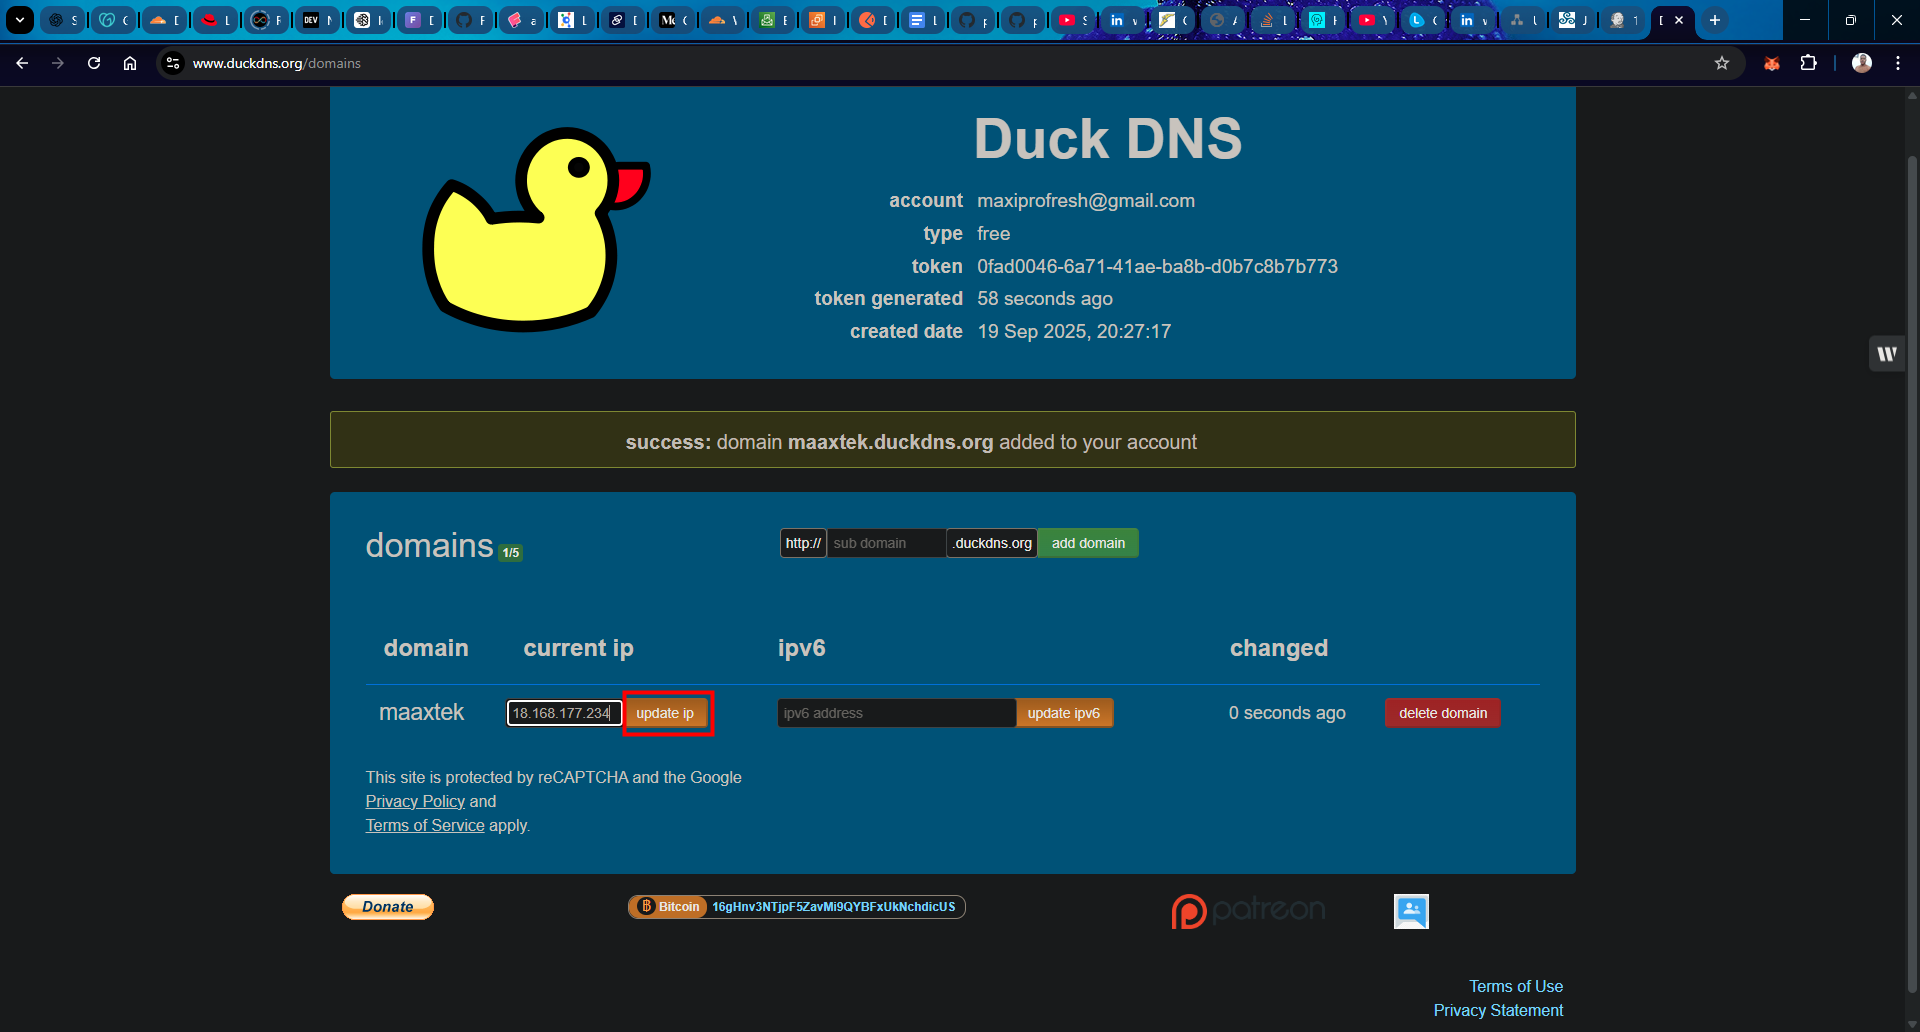 www.duckdns.org/domains
Duck DNS
account maxiprofresh@gmail.com
type free
token 0fad0046-6a71-41ae-ba8b-d0b7c8b7b773
token generated 58 seconds ago
created date 19 Sep 2025, 20:27:17
success: domain maaxtek.duckdns.org added to your account
domains 1/5
http:// sub domain .duckdns.org add domain
domain current ip ipv6 changed
maaxtek 18.168.177.234 update ip ipv6 address update ipv6 0 seconds ago delete domain
This site is protected by reCAPTCHA and the Google
Privacy Policy and
Terms of Service apply.
Donate
Bitcoin 16gHnv3NTjpF5ZavMi9QYBFxUkNchdicUS
patreon
Terms of Use
Privacy Statement